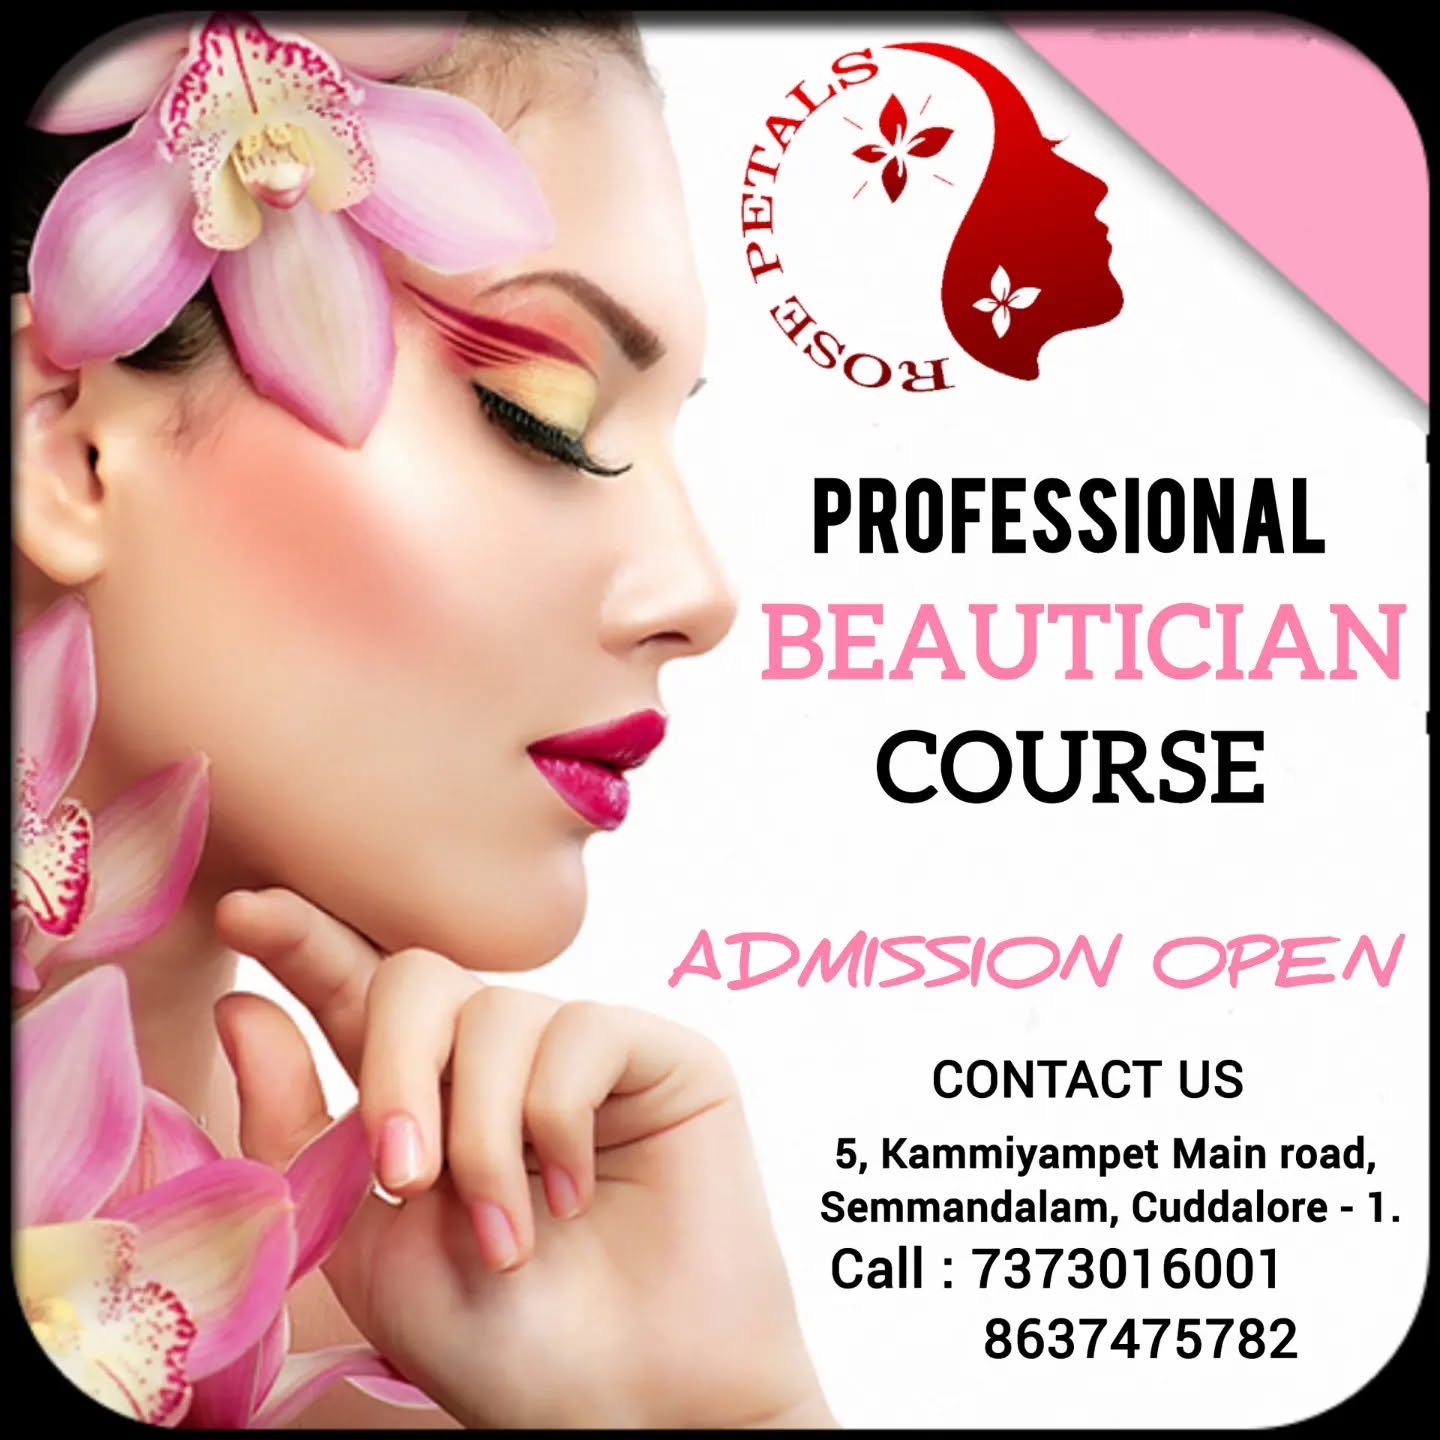 ROSE PETALS
PROFESSIONAL
BEAUTICIAN
COURSE
ADMISSION OPEN
CONTACT US
5, Kammiyampet Main road,
Semmandalam, Cuddalore - 1.
Call : 7373016001
8637475782